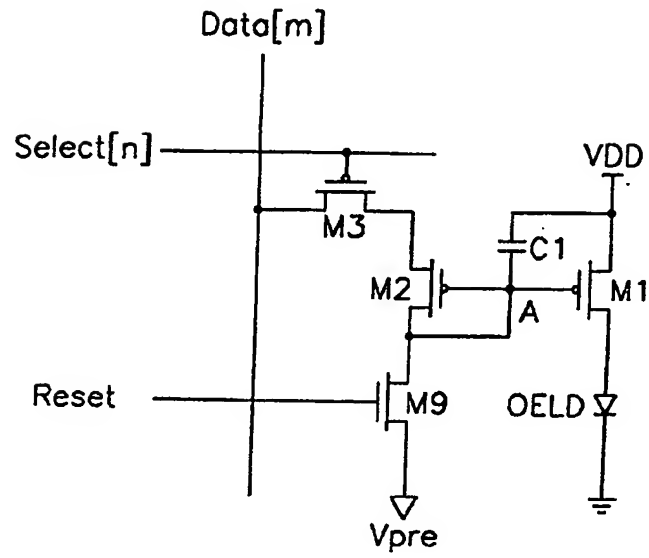 Data[m]
Select[n]
VDD
M3
C1
M2
M1
A
Reset
M9
OELD
Vpre